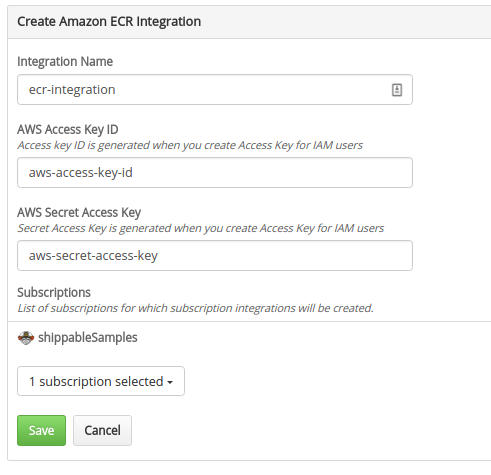 Create Amazon ECR Integration
Integration Name
ecr-integration
AWS Access Key ID
Access key ID is generated when you create Access Key for IAM users
aws-access-key-id
AWS Secret Access Key
Secret Access Key is generated when you create Access Key for IAM users
aws-secret-access-key
Subscriptions
List of subscriptions for which subscription integrations will be created.
shippableSamples
1 subscription selected
Save
Cancel